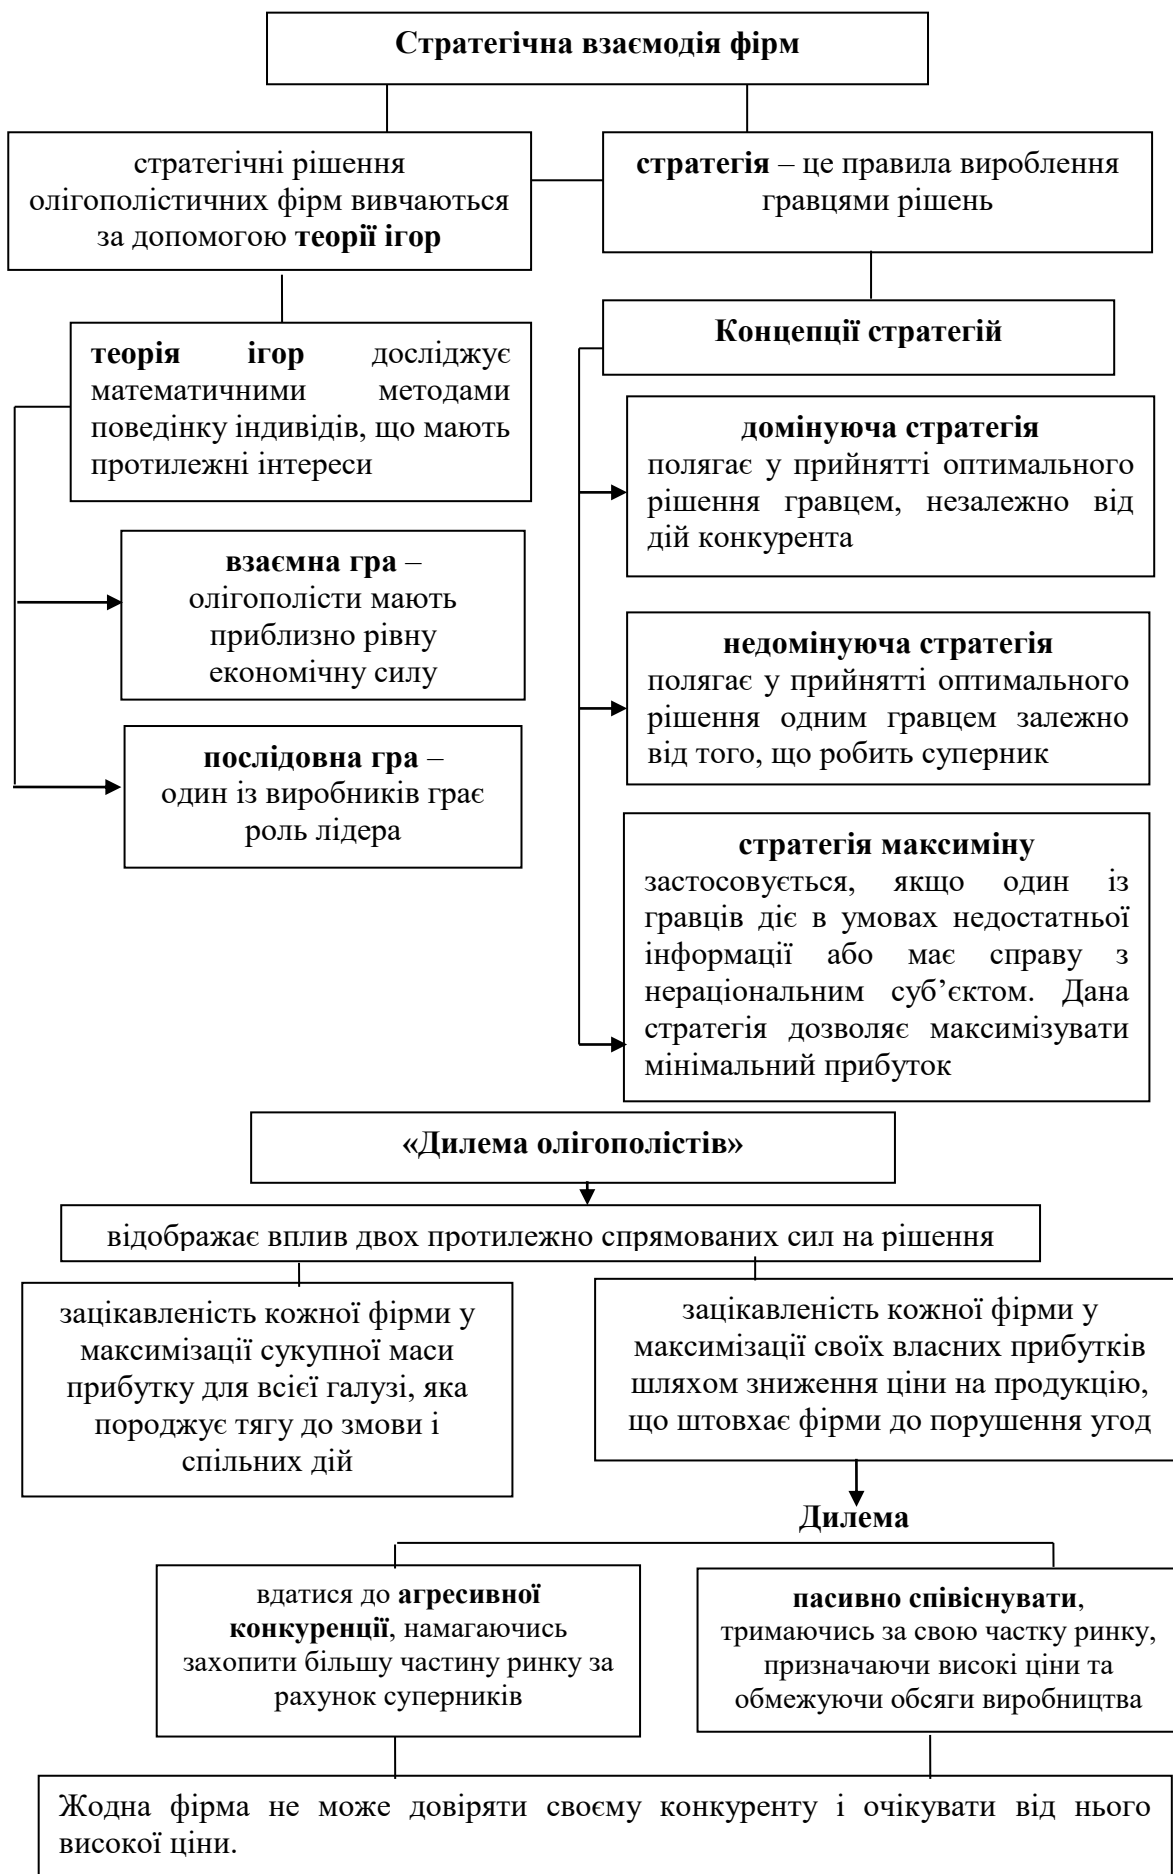 Стратегічна взаємодія фірм
стратегічні рішення
олігополістичних фірм вивчаються
за допомогою теорії ігор
стратегія – це правила вироблення
гравцями рішень
теорія ігор досліджує
математичними методами
поведінку індивідів, що мають
протилежні інтереси
взаємна гра –
олігополісти мають
приблизно рівну
економічну силу
послідовна гра –
один із виробників грає
роль лідера
Концепції стратегій
домінуюча стратегія
полягає у прийнятті оптимального
рішення гравцем, незалежно від
дій конкурента
недомінуюча стратегія
полягає у прийнятті оптимального
рішення одним гравцем залежно
від того, що робить суперник
стратегія максиміну
застосовується, якщо один із
гравців діє в умовах недостатньої
інформації або має справу з
нераціональним суб’єктом. Дана
стратегія дозволяє максимізувати
мінімальний прибуток
«Дилема олігополістів»
відображає вплив двох протилежно спрямованих сил на рішення
зацікавленість кожної фірми у
максимізації сукупної маси
прибутку для всієї галузі, яка
породжує тягу до змови і
спільних дій
зацікавленість кожної фірми у
максимізації своїх власних прибутків
шляхом зниження ціни на продукцію,
що штовхає фірми до порушення угод
Дилема
вдатися до агресивної
конкуренції, намагаючись
захопити більшу частину ринку за
рахунок суперників
пасивно співіснувати,
тримаючись за свою частку ринку,
призначаючи високі ціни та
обмежуючи обсяги виробництва
Жодна фірма не може довіряти своєму конкуренту і очікувати від нього
високої ціни.